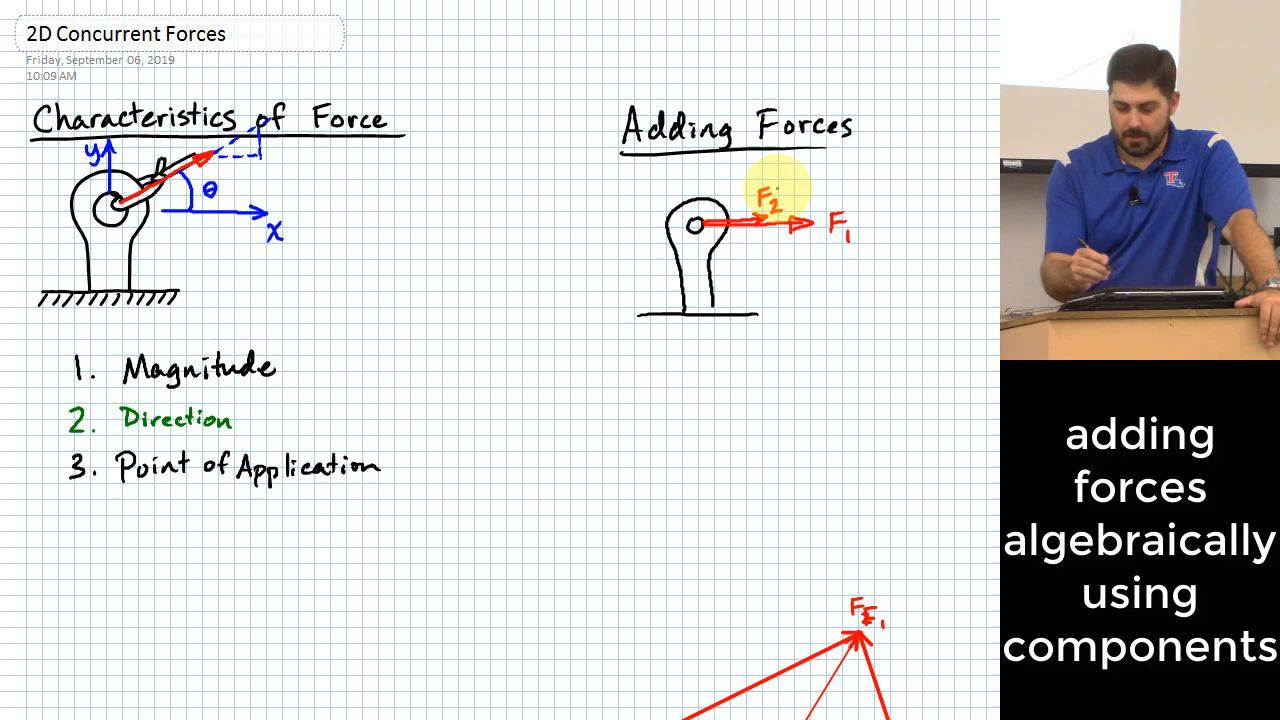 2D Concurrent Forces
Friday, September 06, 2019
10:09 AM
Characteristics of Force
y
θ
x
1. Magnitude
2. Direction
3. Point of Application
Adding Forces
F2
F1
T
adding
forces
algebraically
using
components